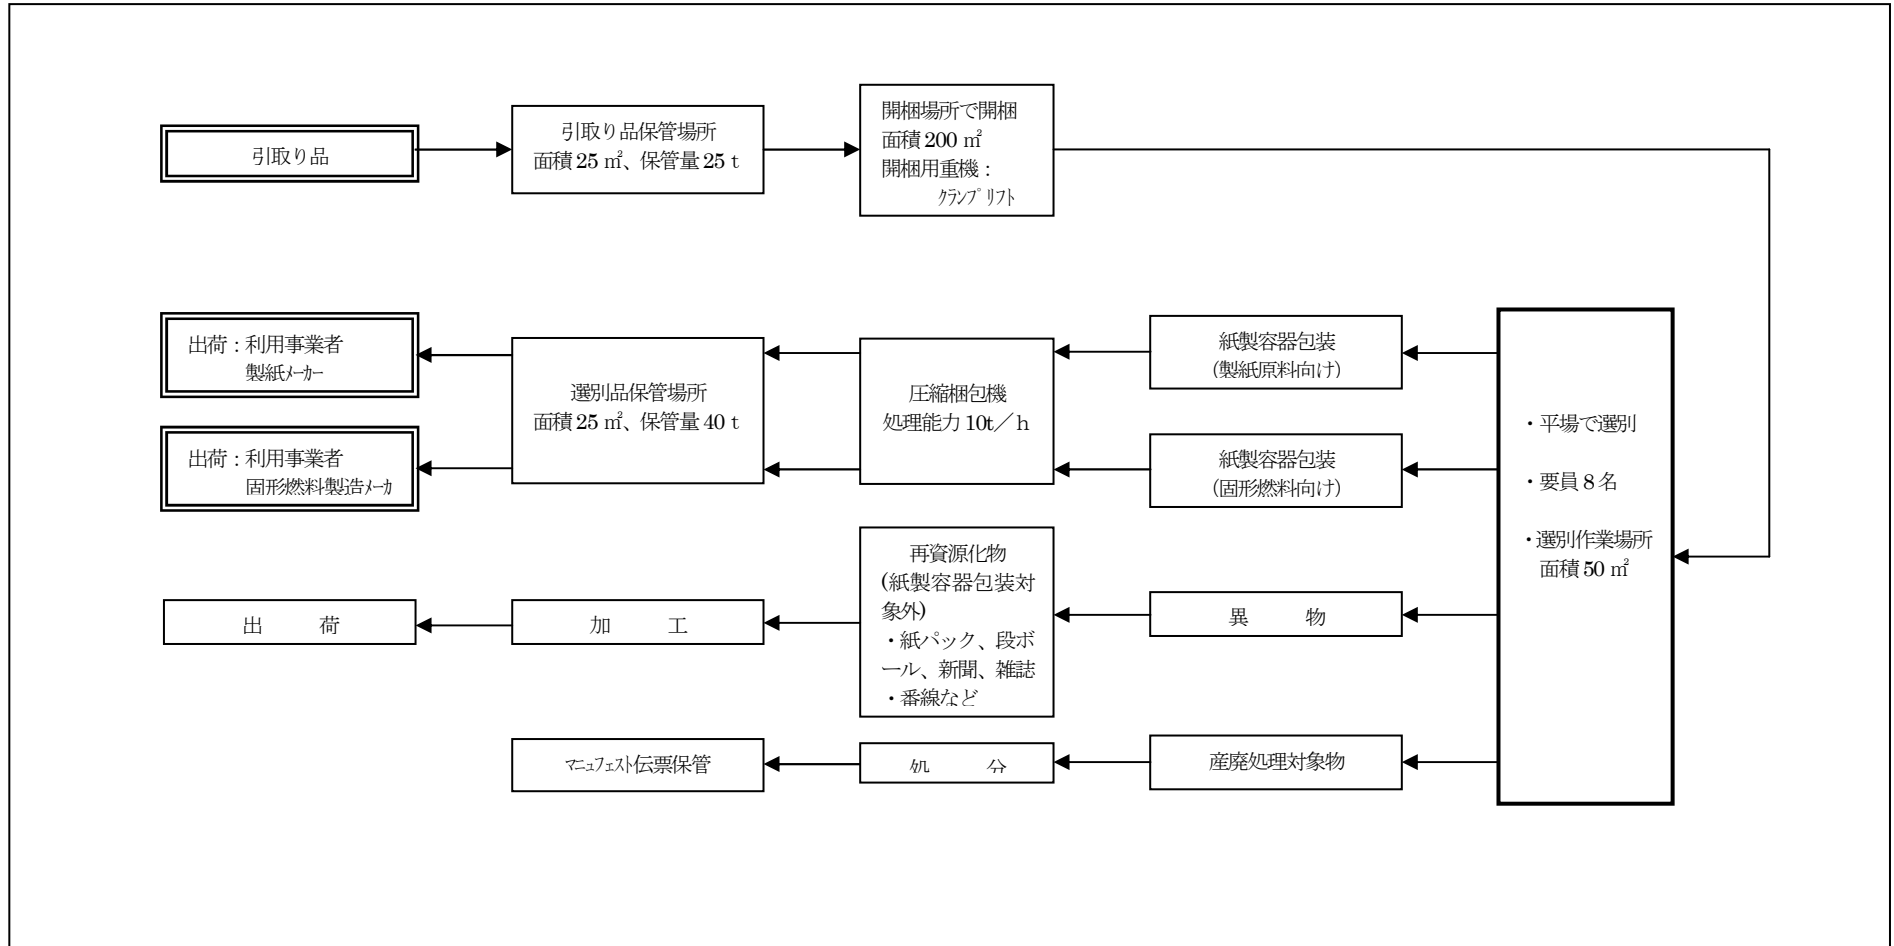 引取り品
引取り品保管場所
面積25㎡、保管量25ｔ
開梱場所で開梱
面積200㎡
開梱用重機：
ｸﾗﾝﾌﾟﾘﾌﾄ
出荷：利用事業者
製紙ﾒｰｶｰ
出荷：利用事業者
固形燃料製造ﾒｰｶ
選別品保管場所
面積25㎡、保管量40ｔ
圧縮梱包機
処理能力10t／ｈ
紙製容器包装
(製紙原料向け)
紙製容器包装
(固形燃料向け)
・平場で選別
・要員8名
・選別作業場所
面積50㎡
出　　荷
加　　工
再資源化物
(紙製容器包装対
象外)
・紙パック、段ボ
ール、新聞、雑誌
・番線など
異　　物
ﾏﾆｭﾌｪｽﾄ伝票保管
処　　分
産廃処理対象物